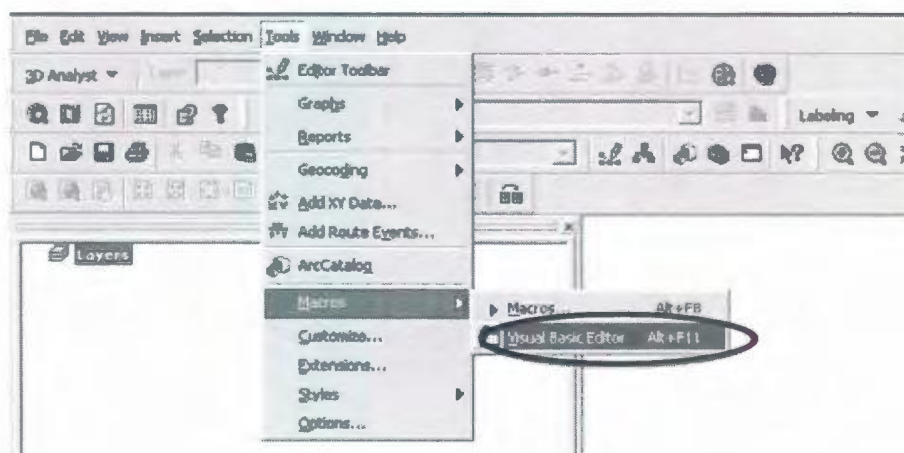 File Edit View Insert Selection Tools Window Help
3D Analyst
Editor Toolbar
Graphs
Labeling
Reports
Geocoding
Add XY Data...
Add Route Events...
Layers
ArcCatalog
Macros
Macros... Alt+F8
Customize...
Visual Basic Editor Alt+F11
Extensions...
Styles
Options...